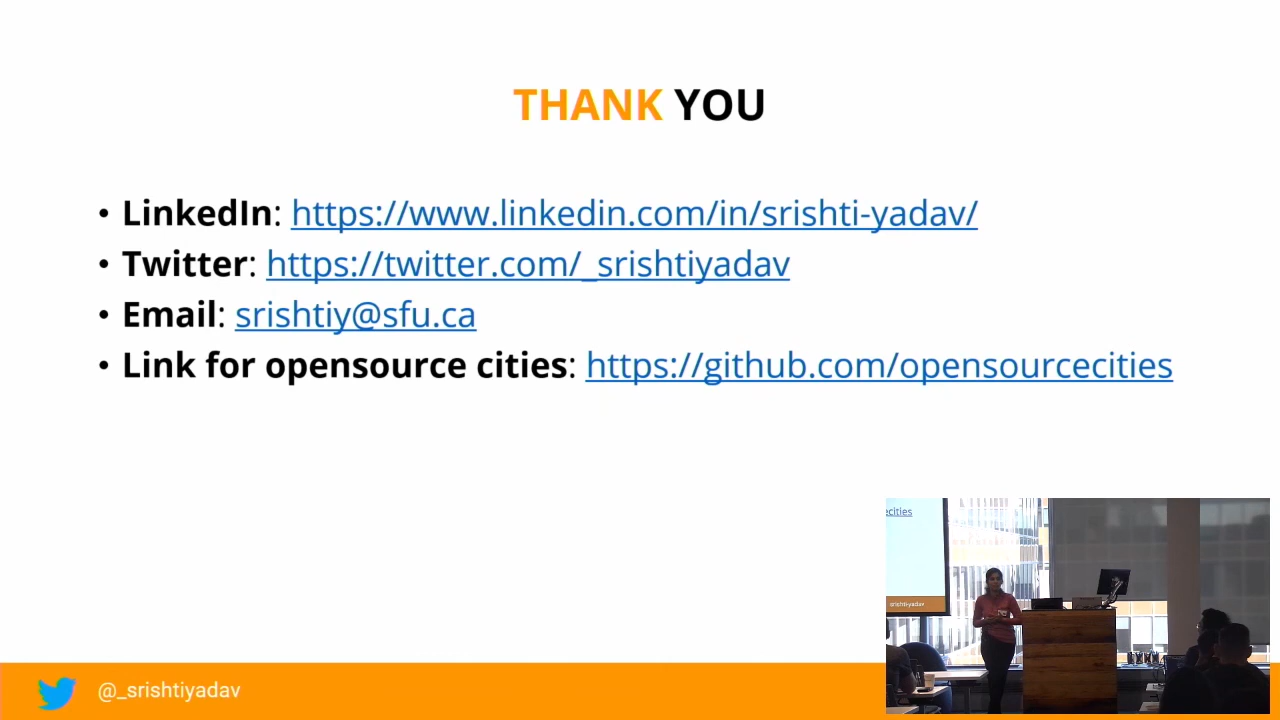 THANK YOU
• LinkedIn: https://www.linkedin.com/in/srishti-yadav/
• Twitter: https://twitter.com/_srishtiyadav
• Email: srishtiy@sfu.ca
• Link for opensource cities: https://github.com/opensourcecities
ecities
@_srishtiyadav